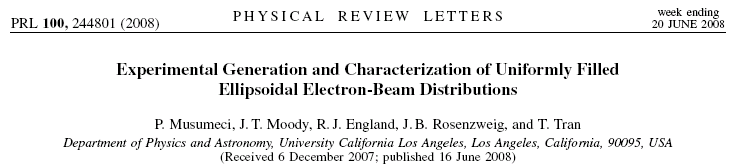 PRL 100, 244801 (2008)
PHYSICAL REVIEW LETTERS
week ending
20 JUNE 2008
Experimental Generation and Characterization of Uniformly Filled
Ellipsoidal Electron-Beam Distributions
P. Musumeci, J. T. Moody, R. J. England, J. B. Rosenzweig, and T. Tran
Department of Physics and Astronomy, University California Los Angeles, Los Angeles, California, 90095, USA
(Received 6 December 2007; published 16 June 2008)